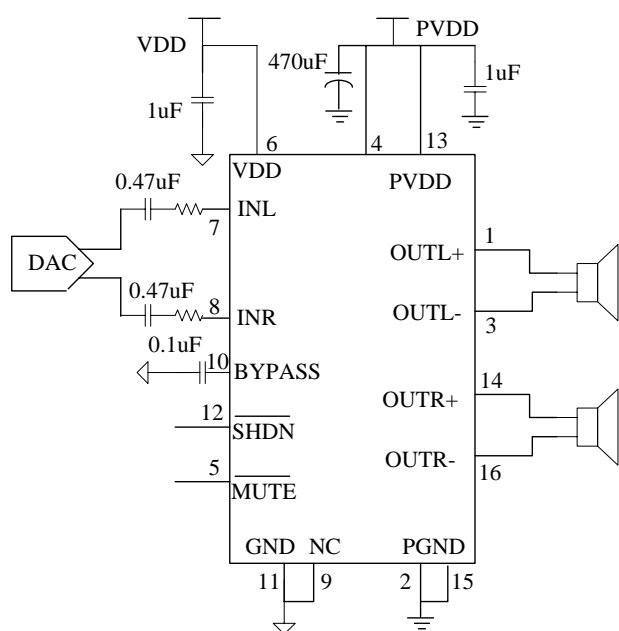 VDD
PVDD
470uF
1uF
1uF
6
4
13
VDD
PVDD
0.47uF
7
INL
DAC
1
OUTL+
0.47uF
8
INR
OUTL-
3
0.1uF
10
BYPASS
14
OUTR+
12
SHDN
OUTR-
16
5
MUTE
GND
NC
PGND
11
9
2
15